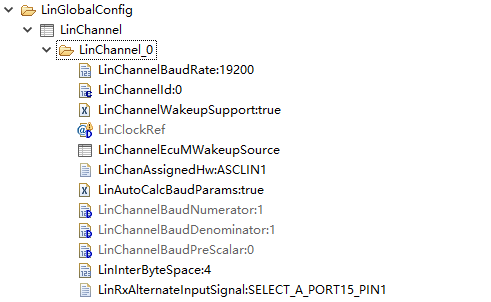 LinGlobalConfig
LinChannel
LinChannel_0
LinChannelBaudRate:19200
LinChannelId:0
LinChannelWakeupSupport:true
LinClockRef
LinChannelEcuMWakeupSource
LinChanAssignedHw:ASCLIN1
LinAutoCalcBaudParams:true
LinChannelBaudNumerator:1
LinChannelBaudDenominator:1
LinChannelBaudPreScalar:0
LinInterByteSpace:4
LinRxAlternateInputSignal:SELECT_A_PORT15_PIN1